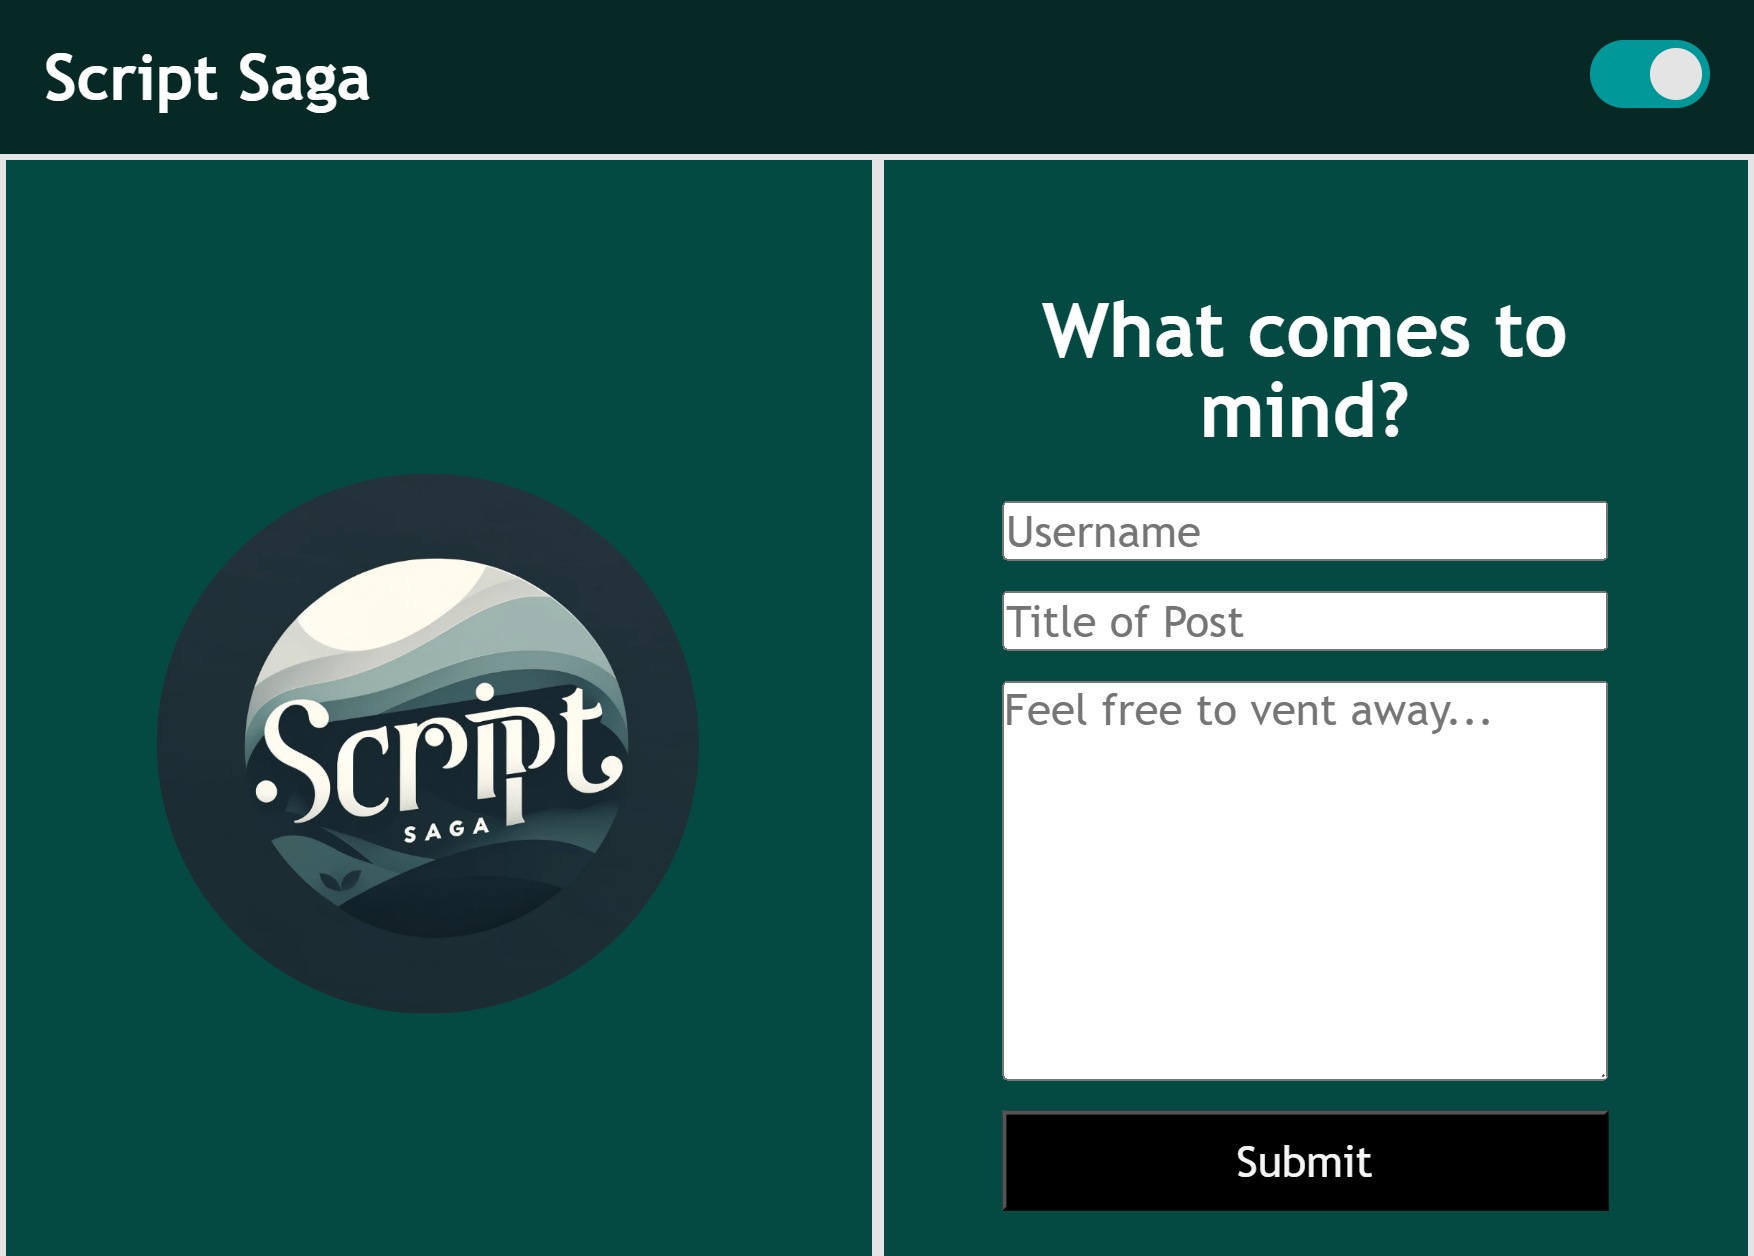 Script Saga
Script
SAGA
What comes to
mind?
Username
Title of Post
Feel free to vent away...
Submit